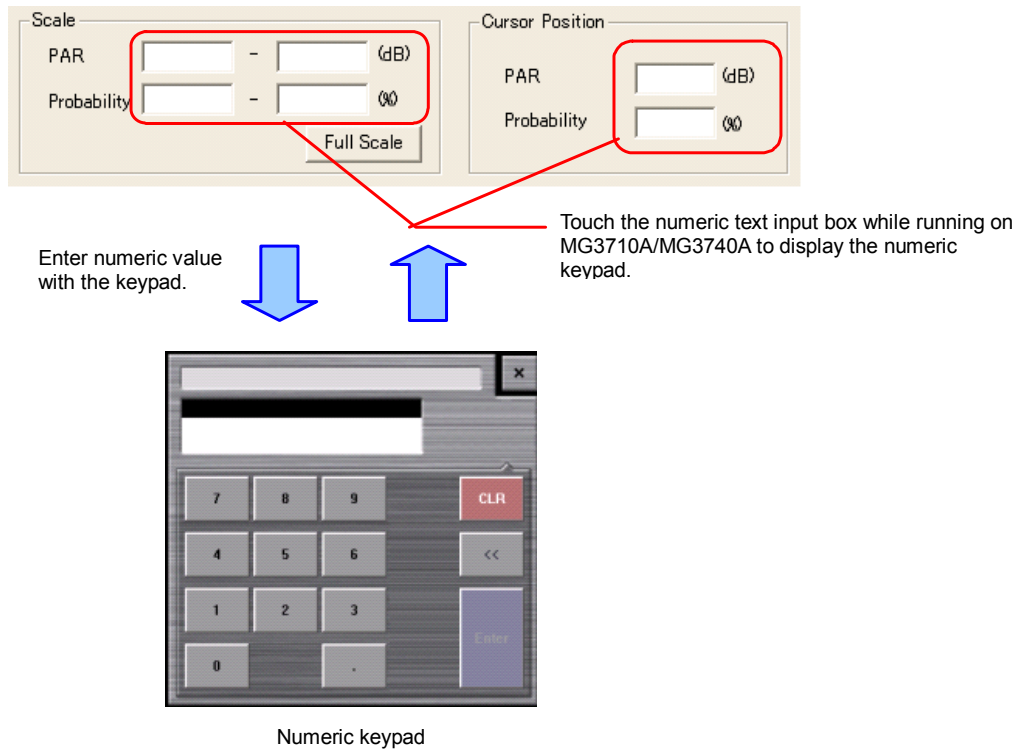 Scale
PAR - (dB)
Probability - (%)
Full Scale
Cursor Position
PAR (dB)
Probability (%)
Touch the numeric text input box while running on
MG3710A/MG3740A to display the numeric
keypad.
Enter numeric value
with the keypad.
×
7 8 9 CLR
4 5 6 <<
1 2 3
Enter
0 .
Numeric keypad